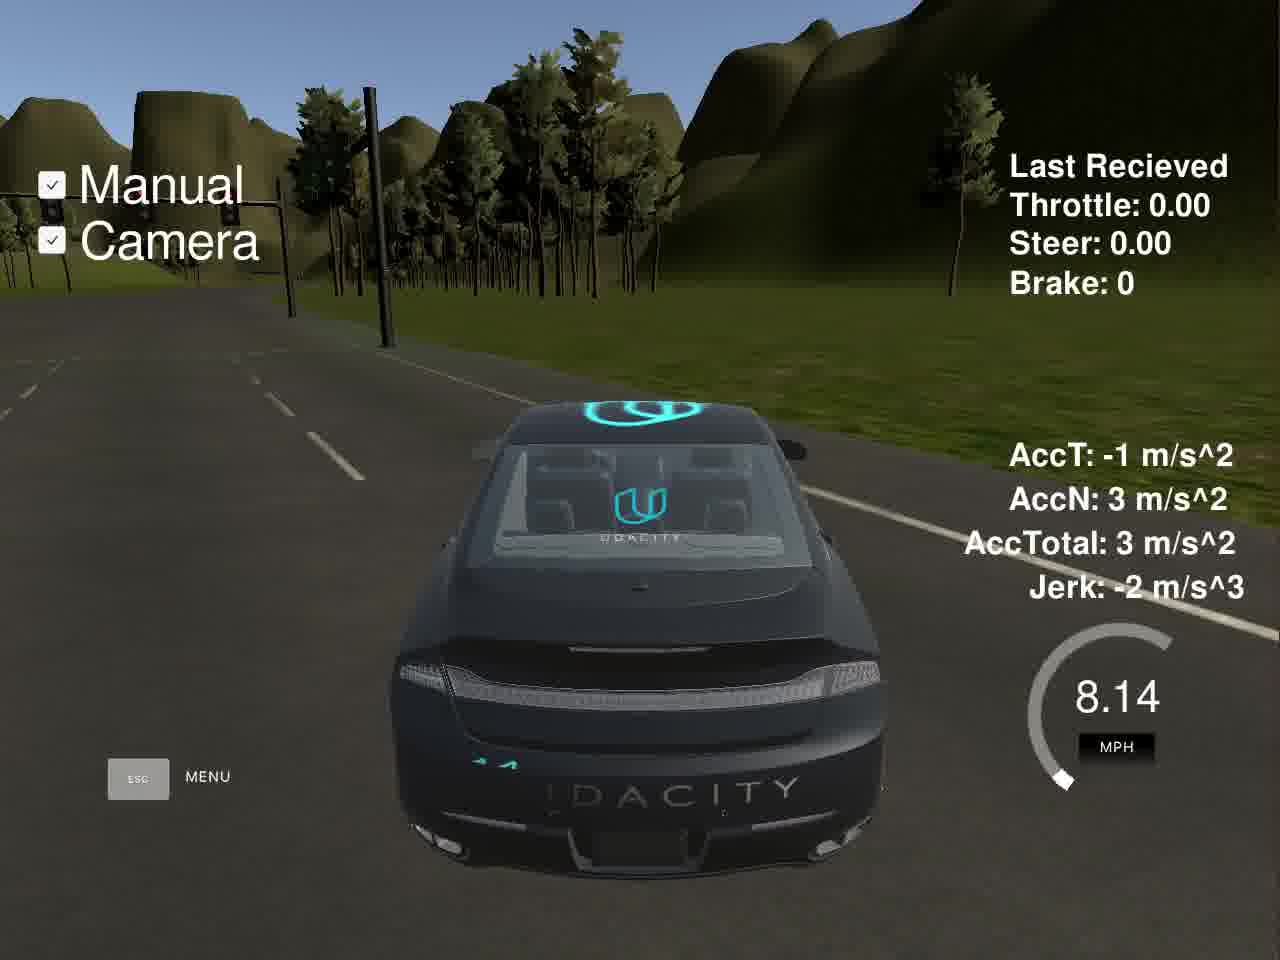 Manual
Camera
Last Recieved
Throttle: 0.00
Steer: 0.00
Brake: 0
AccT: -1 m/s^2
AccN: 3 m/s^2
AccTotal: 3 m/s^2
Jerk: -2 m/s^3
8.14
MPH
ESC MENU
UDACITY
DACITY